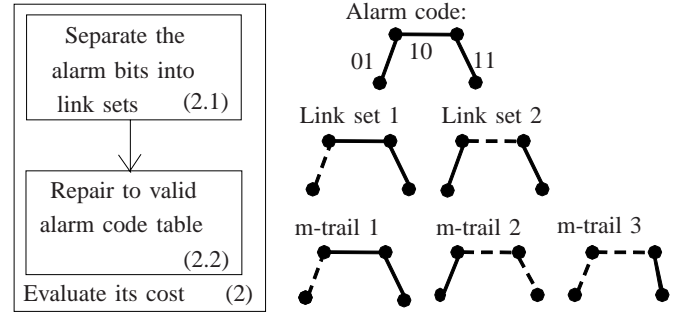 Separate the
alarm bits into
link sets (2.1)
Repair to valid
alarm code table
(2.2)
Evaluate its cost (2)
Alarm code:
01 10 11
Link set 1 Link set 2
m-trail 1 m-trail 2 m-trail 3